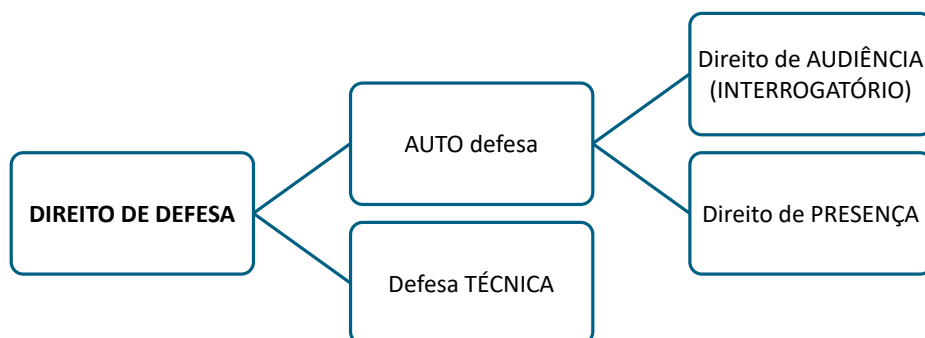 DIREITO DE DEFESA
AUTO defesa
Defesa TÉCNICA
Direito de AUDIÊNCIA
(INTERROGATÓRIO)
Direito de PRESENÇA